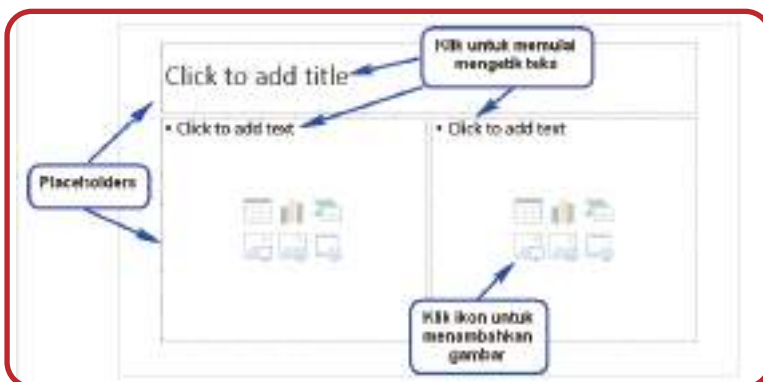 Klik untuk memulai
mengetik teks
Click to add title
• Click to add text
• Click to add text
Placeholders
Klik ikon untuk
menambahkan
gambar